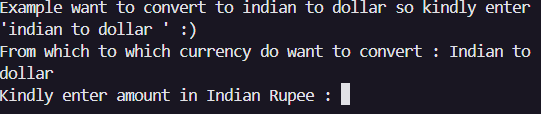 Example want to convert to indian to dollar so kindly enter
'indian to dollar ' :)
From which to which currency do want to convert : Indian to
dollar
Kindly enter amount in Indian Rupee :